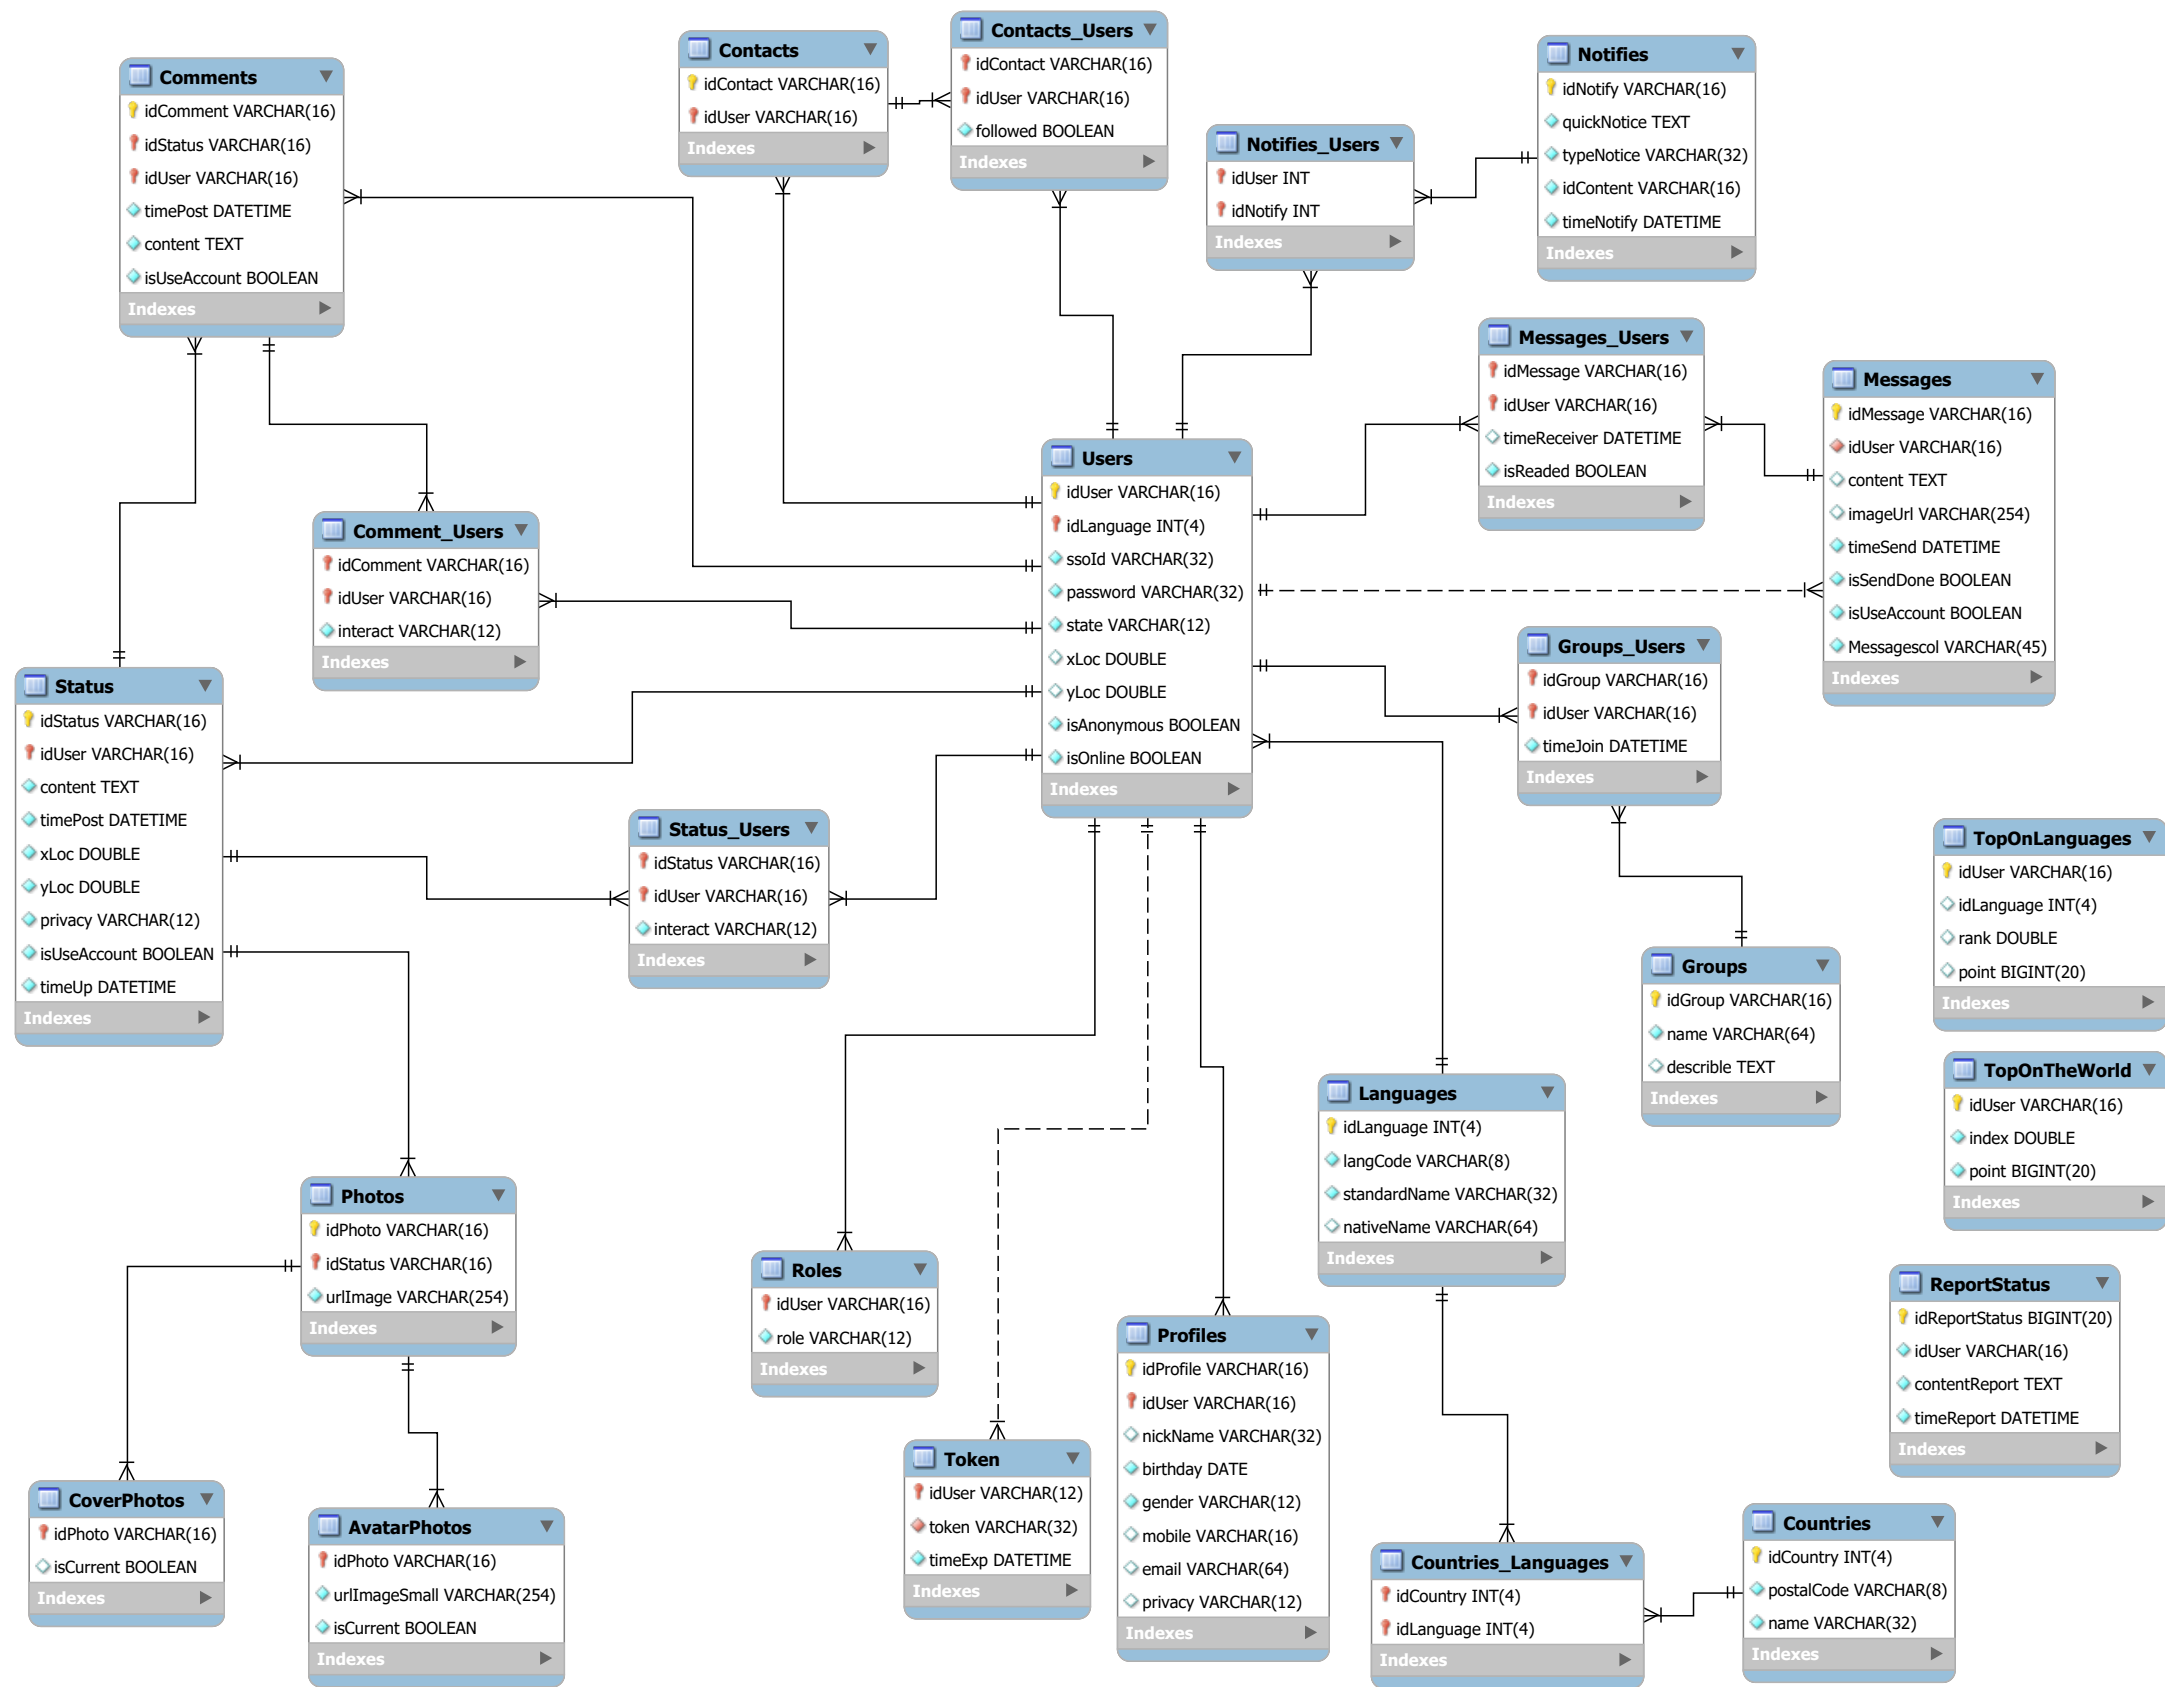 Comments
idComment VARCHAR(16)
idStatus VARCHAR(16)
idUser VARCHAR(16)
timePost DATETIME
content TEXT
isUseAccount BOOLEAN
Indexes
Contacts
idContact VARCHAR(16)
idUser VARCHAR(16)
Indexes
Contacts_Users
idContact VARCHAR(16)
idUser VARCHAR(16)
followed BOOLEAN
Indexes
Notifies_Users
idUser INT
idNotify INT
Indexes
Notifies
idNotify VARCHAR(16)
quickNotice TEXT
typeNotice VARCHAR(32)
idContent VARCHAR(16)
timeNotify DATETIME
Indexes
Messages_Users
idMessage VARCHAR(16)
idUser VARCHAR(16)
timeReceiver DATETIME
isReaded BOOLEAN
Indexes
Messages
idMessage VARCHAR(16)
idUser VARCHAR(16)
content TEXT
imageUrl VARCHAR(254)
timeSend DATETIME
isSendDone BOOLEAN
isUseAccount BOOLEAN
Messagescol VARCHAR(45)
Indexes
Users
idUser VARCHAR(16)
idLanguage INT(4)
ssoId VARCHAR(32)
password VARCHAR(32)
state VARCHAR(12)
xLoc DOUBLE
yLoc DOUBLE
isAnonymous BOOLEAN
isOnline BOOLEAN
Indexes
Comment_Users
idComment VARCHAR(16)
idUser VARCHAR(16)
interact VARCHAR(12)
Indexes
Status
idStatus VARCHAR(16)
idUser VARCHAR(16)
content TEXT
timePost DATETIME
xLoc DOUBLE
yLoc DOUBLE
privacy VARCHAR(12)
isUseAccount BOOLEAN
timeUp DATETIME
Indexes
Status_Users
idStatus VARCHAR(16)
idUser VARCHAR(16)
interact VARCHAR(12)
Indexes
Groups_Users
idGroup VARCHAR(16)
idUser VARCHAR(16)
timeJoin DATETIME
Indexes
Groups
idGroup VARCHAR(16)
name VARCHAR(64)
describle TEXT
Indexes
TopOnLanguages
idUser VARCHAR(16)
idLanguage INT(4)
rank DOUBLE
point BIGINT(20)
Indexes
TopOnTheWorld
idUser VARCHAR(16)
index DOUBLE
point BIGINT(20)
Indexes
Languages
idLanguage INT(4)
langCode VARCHAR(8)
standardName VARCHAR(32)
nativeName VARCHAR(64)
Indexes
Photos
idPhoto VARCHAR(16)
idStatus VARCHAR(16)
urlImage VARCHAR(254)
Indexes
Roles
idUser VARCHAR(16)
role VARCHAR(12)
Indexes
Profiles
idProfile VARCHAR(16)
idUser VARCHAR(16)
nickName VARCHAR(32)
birthday DATE
gender VARCHAR(12)
mobile VARCHAR(16)
email VARCHAR(64)
privacy VARCHAR(12)
Indexes
ReportStatus
idReportStatus BIGINT(20)
idUser VARCHAR(16)
contentReport TEXT
timeReport DATETIME
Indexes
Token
idUser VARCHAR(12)
token VARCHAR(32)
timeExp DATETIME
Indexes
CoverPhotos
idPhoto VARCHAR(16)
isCurrent BOOLEAN
Indexes
AvatarPhotos
idPhoto VARCHAR(16)
urlImageSmall VARCHAR(254)
isCurrent BOOLEAN
Indexes
Countries_Languages
idCountry INT(4)
idLanguage INT(4)
Indexes
Countries
idCountry INT(4)
postalCode VARCHAR(8)
name VARCHAR(32)
Indexes